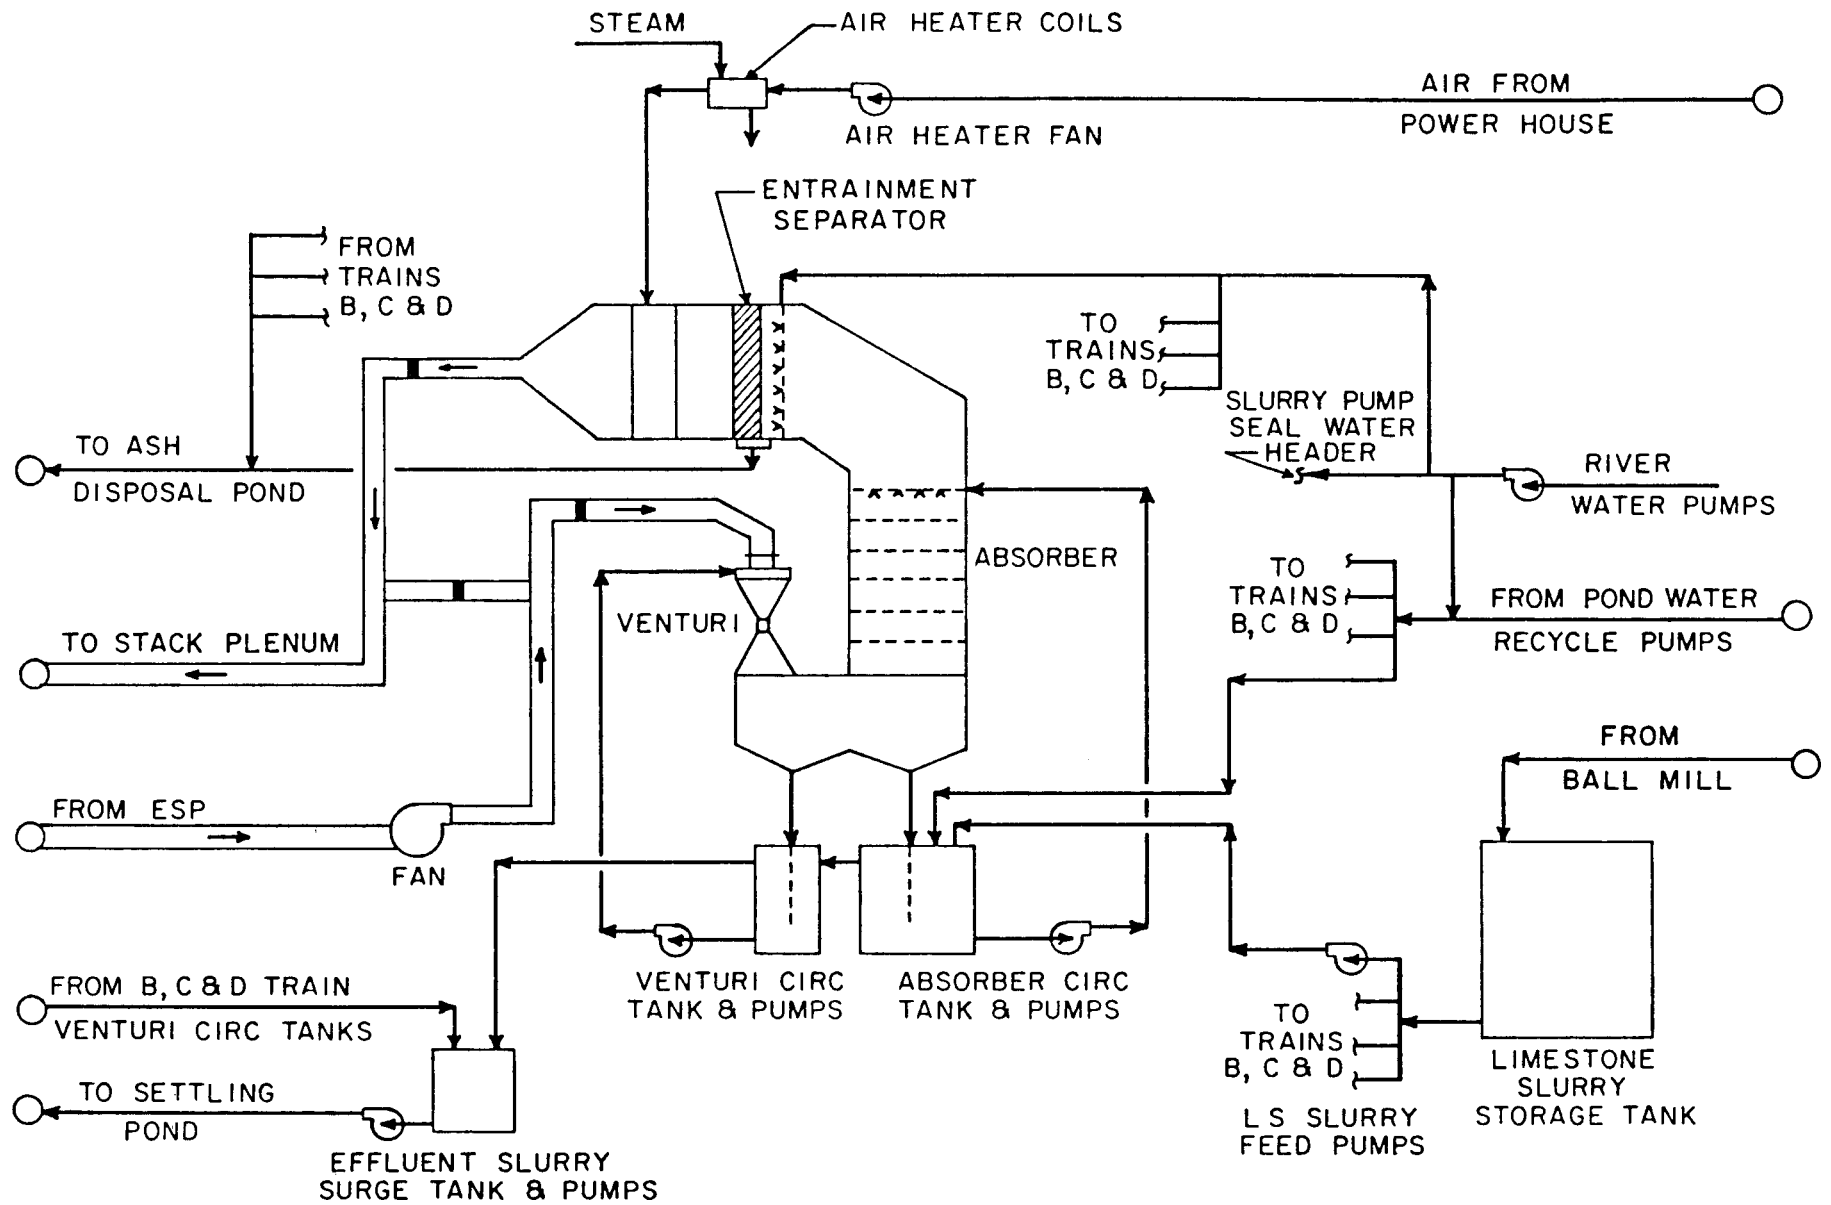 STEAM
AIR HEATER COILS
AIR FROM
POWER HOUSE
AIR HEATER FAN
ENTRAINMENT
SEPARATOR
FROM
TRAINS
B, C & D
TO
TRAINS
B, C & D
SLURRY PUMP
SEAL WATER
HEADER
TO ASH
DISPOSAL POND
RIVER
WATER PUMPS
ABSORBER
TO
TRAINS
B, C & D
FROM POND WATER
RECYCLE PUMPS
VENTURI
TO STACK PLENUM
FROM
BALL MILL
FROM ESP
FAN
VENTURI CIRC
TANK & PUMPS
ABSORBER CIRC
TANK & PUMPS
FROM B, C & D TRAIN
VENTURI CIRC TANKS
TO
TRAINS
B, C & D
LIMESTONE
SLURRY
STORAGE TANK
TO SETTLING
POND
LS SLURRY
FEED PUMPS
EFFLUENT SLURRY
SURGE TANK & PUMPS